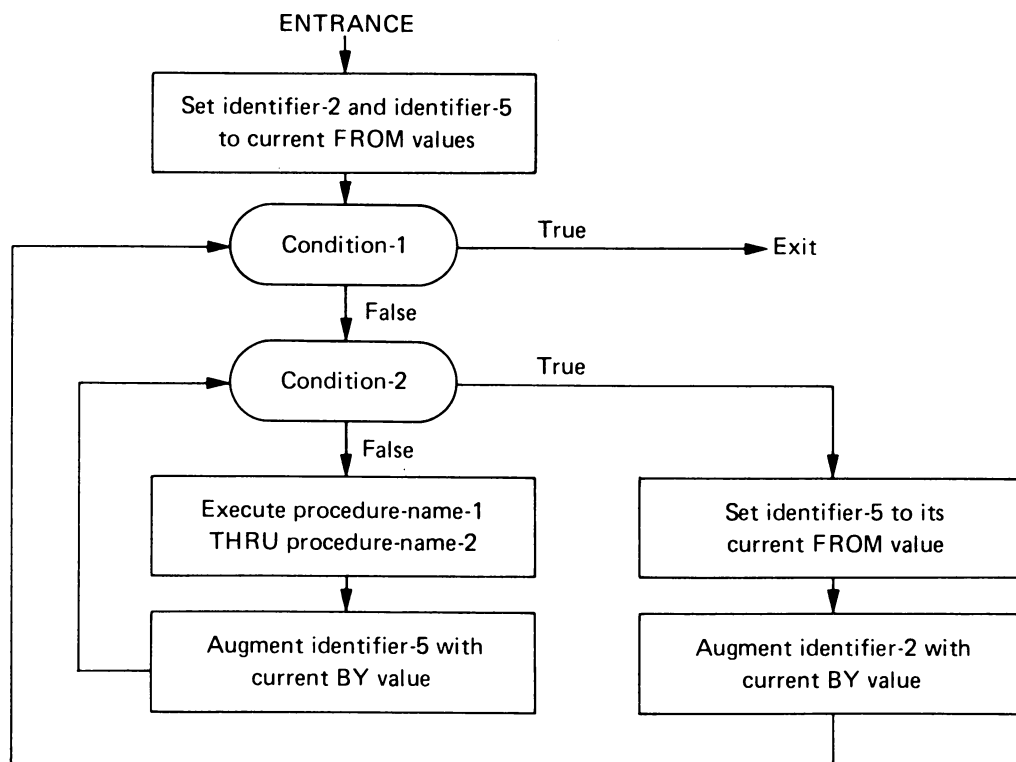 ENTRANCE
Set identifier-2 and identifier-5
to current FROM values
Condition-1
True
Exit
False
Condition-2
True
False
Execute procedure-name-1
THRU procedure-name-2
Set identifier-5 to its
current FROM value
Augment identifier-5 with
current BY value
Augment identifier-2 with
current BY value